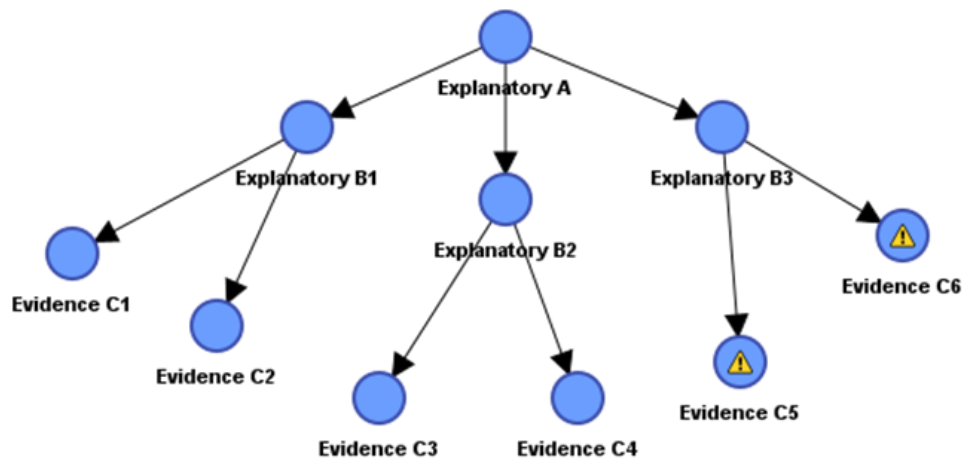 Explanatory A
Explanatory B1
Explanatory B3
Explanatory B2
Evidence C6
Evidence C1
Evidence C2
Evidence C5
Evidence C3
Evidence C4